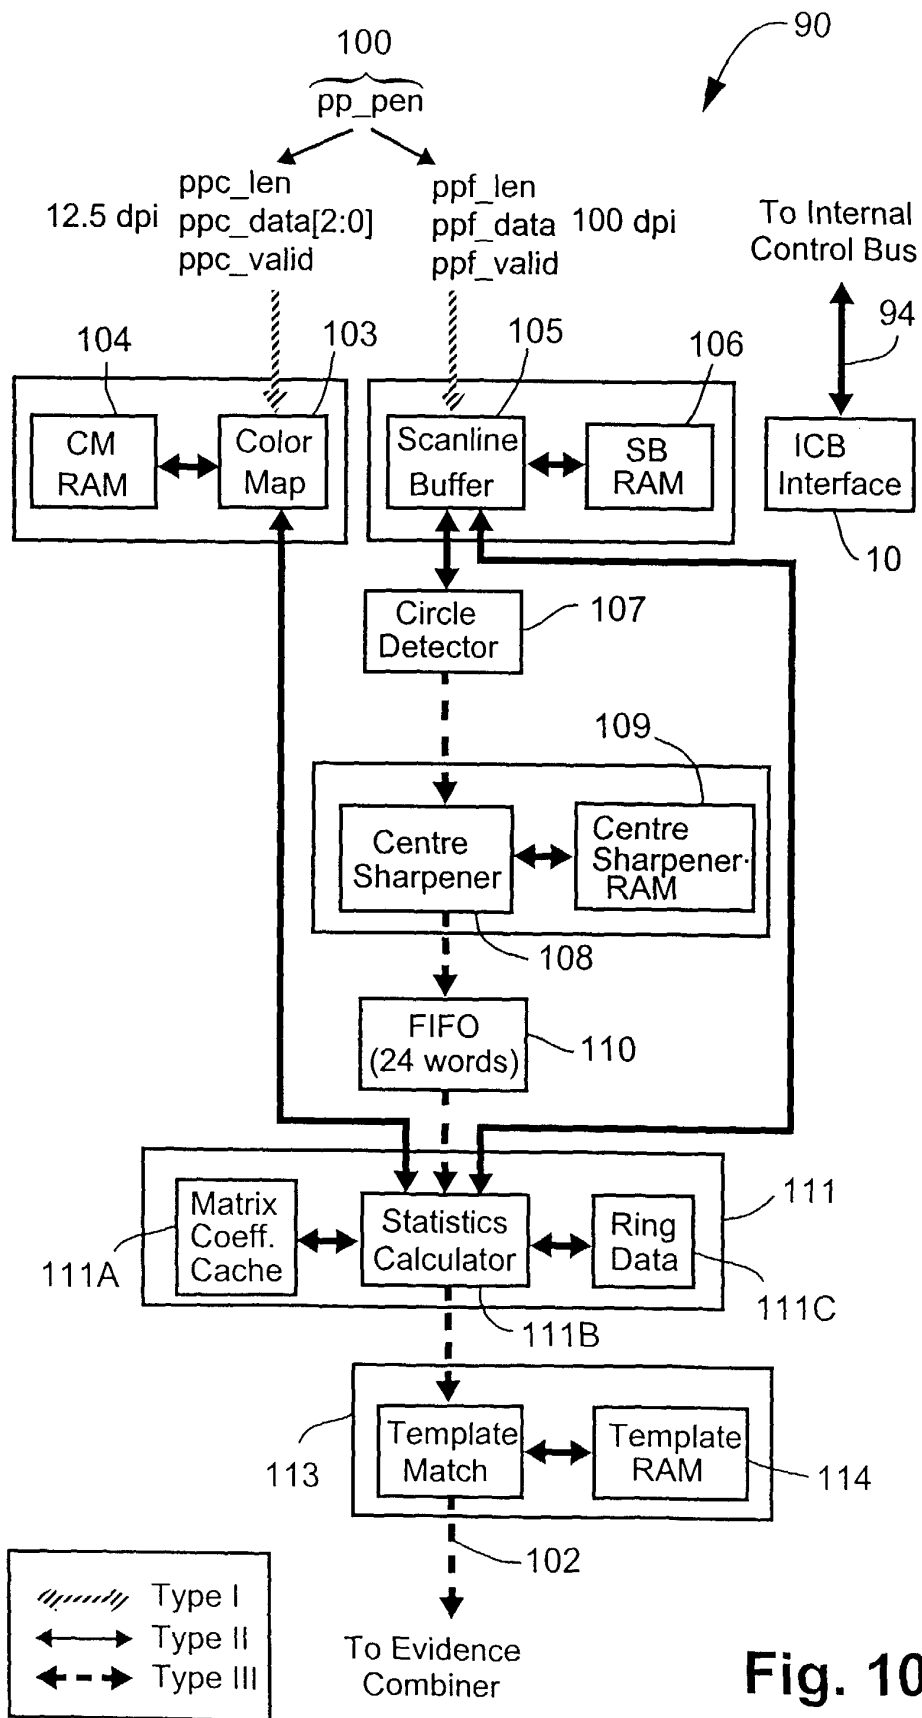 90
100
pp_pen
12.5 dpi
ppc_len
ppc_data[2:0]
ppc_valid
ppf_len
ppf_data
ppf_valid
100 dpi
To Internal
Control Bus
94
104
103
105
106
CM
RAM
Color
Map
Scanline
Buffer
SB
RAM
ICB
Interface
10
Circle
Detector
107
109
Centre
Sharpener
Centre
Sharpener
RAM
108
FIFO
(24 words)
110
Matrix
Coeff.
Cache
Statistics
Calculator
Ring
Data
111
111A
111B
111C
Template
Match
Template
RAM
113
114
102
Type I
Type II
Type III
To Evidence
Combiner
Fig. 10